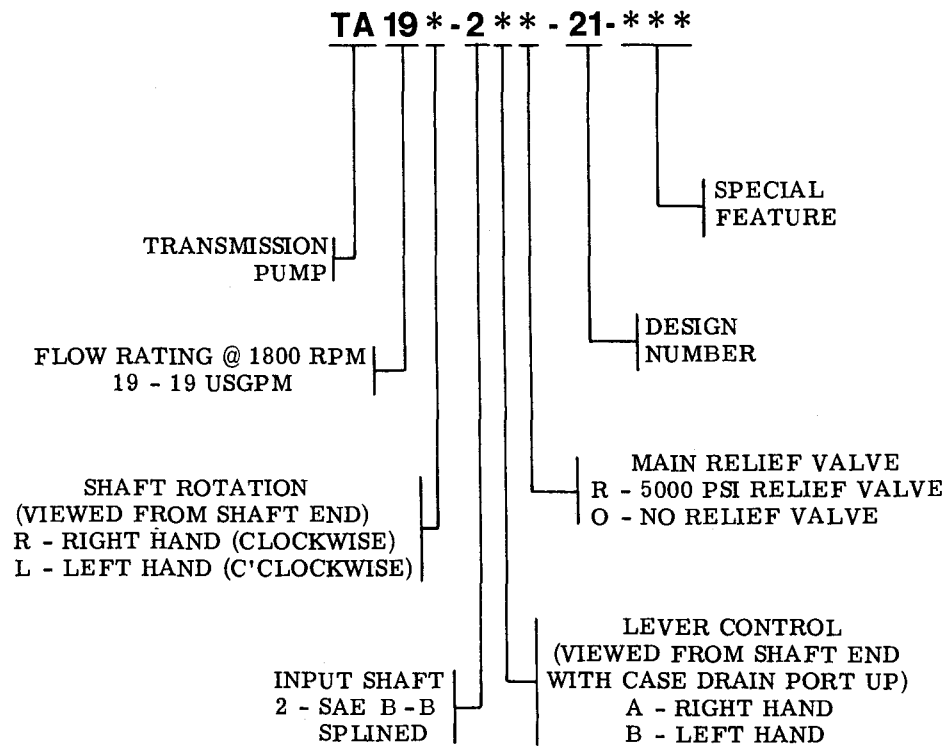 TA 19 * - 2 * * - 21 - * * *
SPECIAL
FEATURE
TRANSMISSION
PUMP
DESIGN
NUMBER
FLOW RATING @ 1800 RPM
19 - 19 USGPM
MAIN RELIEF VALVE
R - 5000 PSI RELIEF VALVE
O - NO RELIEF VALVE
SHAFT ROTATION
(VIEWED FROM SHAFT END)
R - RIGHT HAND (CLOCKWISE)
L - LEFT HAND (C'CLOCKWISE)
LEVER CONTROL
(VIEWED FROM SHAFT END
WITH CASE DRAIN PORT UP)
A - RIGHT HAND
B - LEFT HAND
INPUT SHAFT
2 - SAE B - B
SPLINED